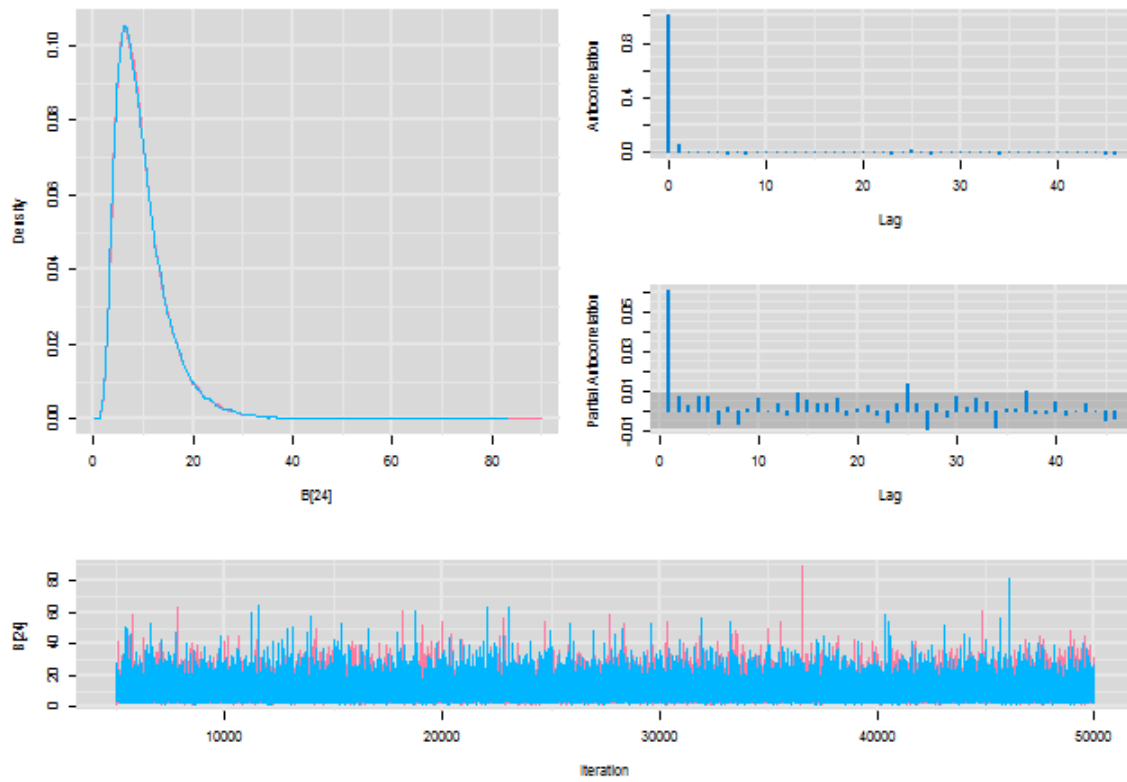 Density
0.00 0.02 0.04 0.06 0.08 0.10
0 20 40 60 80
B[24]
Autocorrelation
0.0 0.4 0.8
0 10 20 30 40
Lag
Partial Autocorrelation
-0.01 0.01 0.03 0.05
0 10 20 30 40
Lag
B[24]
0 20 40 60 80
10000 20000 30000 40000 50000
Iteration